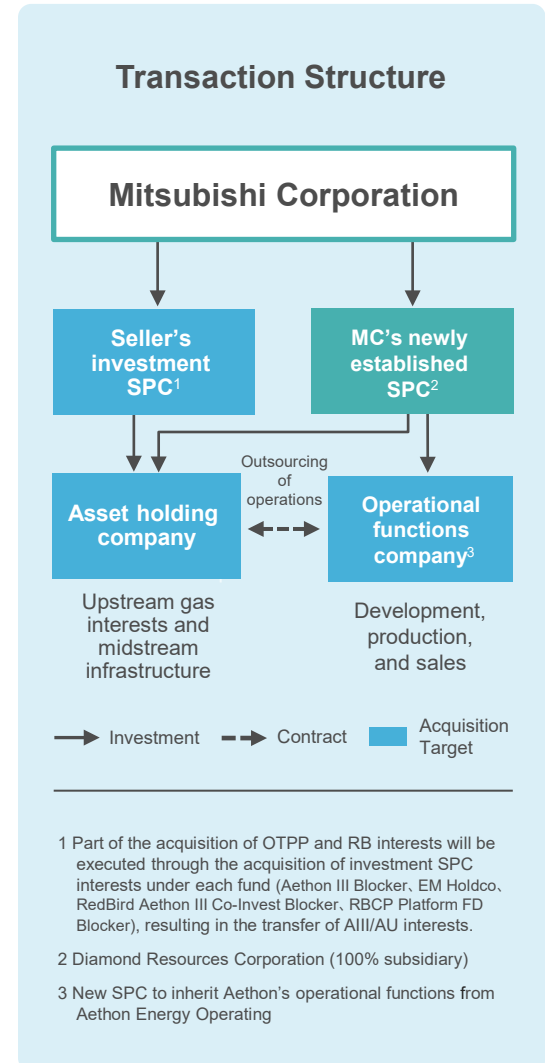 Transaction Structure
Mitsubishi Corporation
Seller's
investment
SPC1
MC's newly
established
SPC2
Outsourcing
of
operations
Asset holding
company
Operational
functions
company3
Upstream gas
interests and
midstream
infrastructure
Development,
production,
and sales
Investment
Contract
Acquisition
Target
1 Part of the acquisition of OTPP and RB interests will be
executed through the acquisition of investment SPC
interests under each fund (Aethon III Blocker、EM Holdco、
RedBird Aethon III Co-Invest Blocker、RBCP Platform FD
Blocker), resulting in the transfer of AIII/AU interests.
2 Diamond Resources Corporation (100% subsidiary)
3 New SPC to inherit Aethon's operational functions from
Aethon Energy Operating